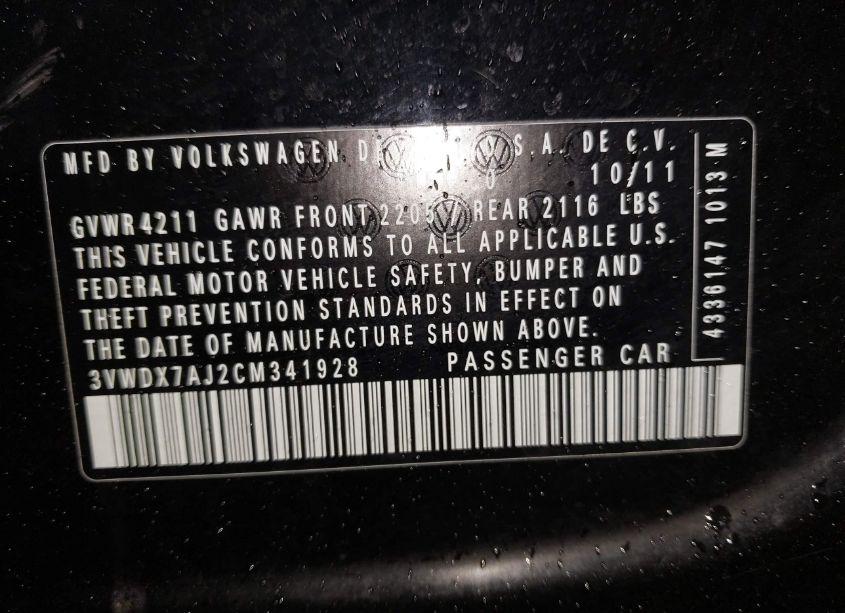 MFD BY VOLKSWAGEN D S.A. DE C.V.
10/11
GVWR 4211 GAWR FRONT 2205 REAR 2116 LBS
THIS VEHICLE CONFORMS TO ALL APPLICABLE U.S.
FEDERAL MOTOR VEHICLE SAFETY, BUMPER AND
THEFT PREVENTION STANDARDS IN EFFECT ON
THE DATE OF MANUFACTURE SHOWN ABOVE.
3VWDX7AJ2CM341928 PASSENGER CAR
4336147 1013 M